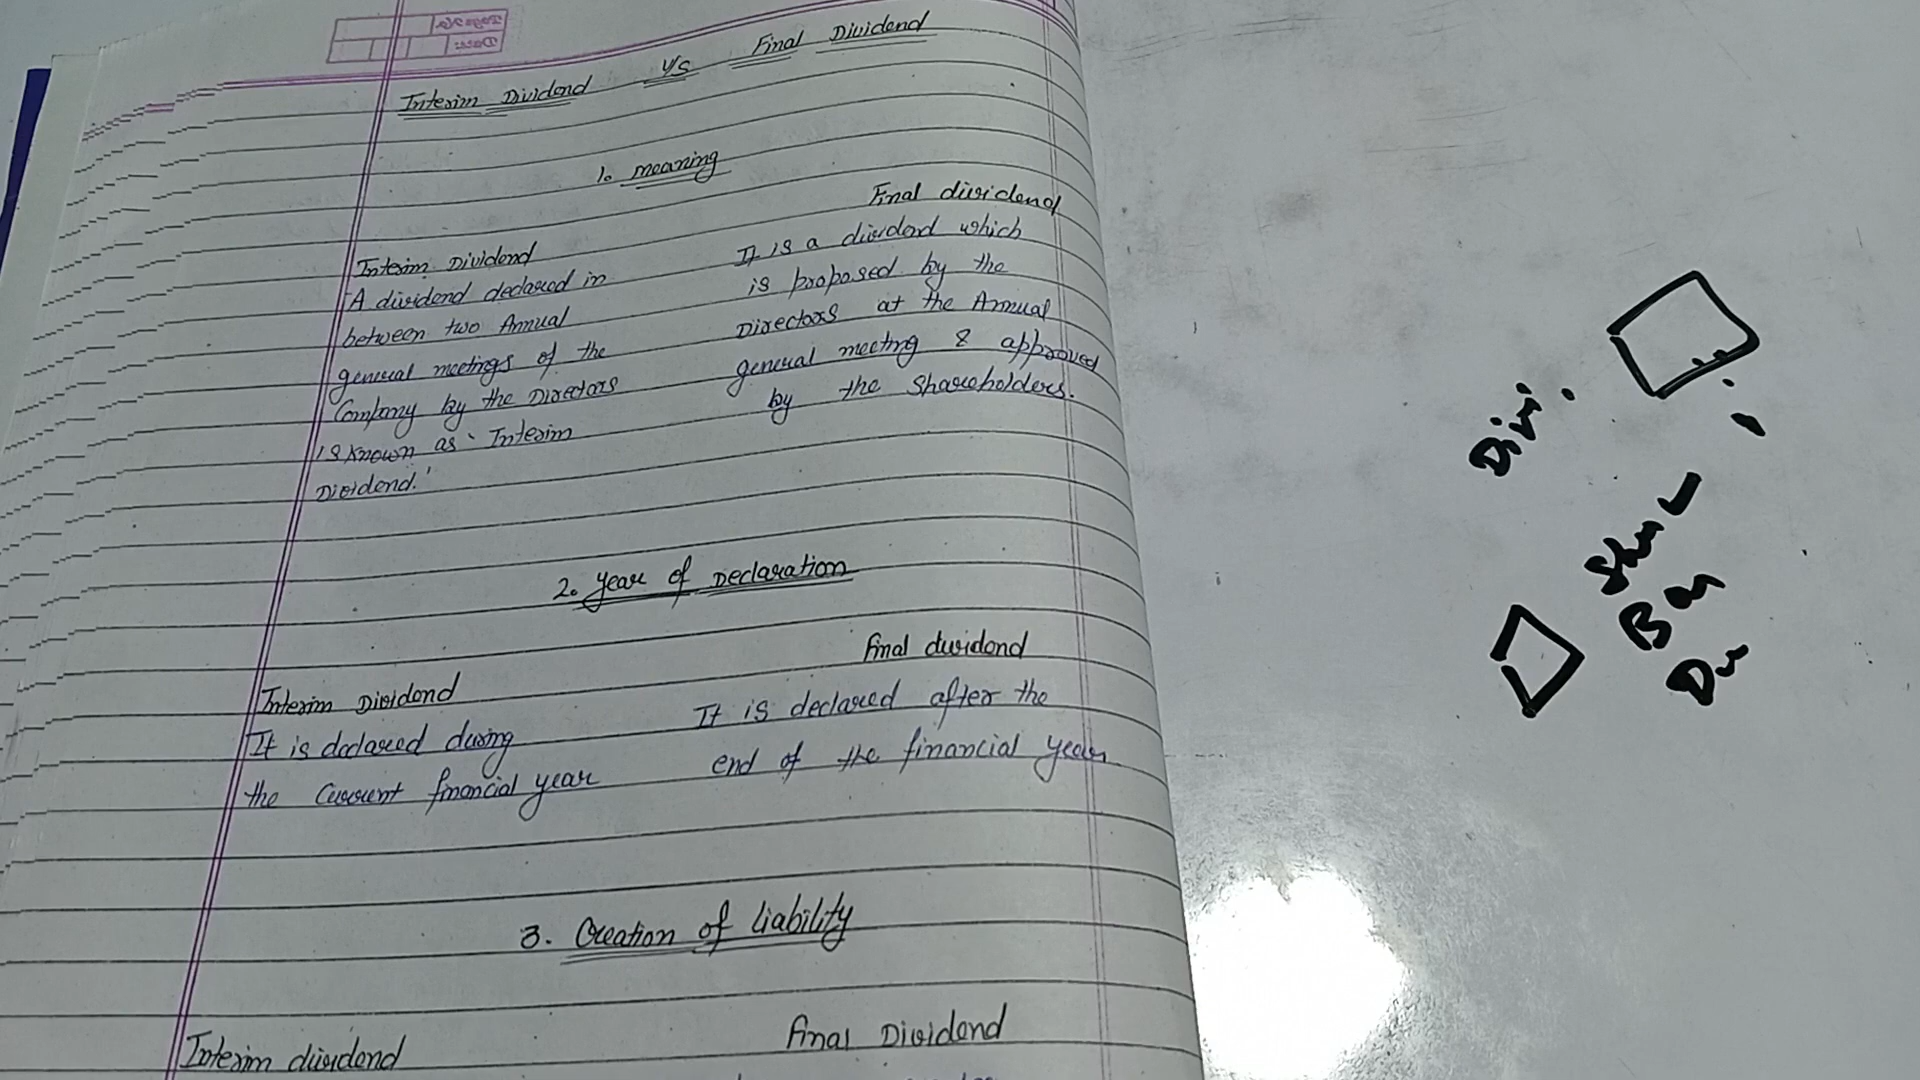 Interim Dividend V/S Final Dividend
1. meaning
Interim Dividend
A dividend declared in
between two Annual
general meetings of the
Company by the Directors
is known as 'Interim
Dividend.'
Final dividend
It is a dividend which
is proposed by the
Directors at the Annual
general meeting & approved
by the Shareholders.
2. Year of Declaration
Interim Dividend
It is declared during
the Current financial year
Final dividend
It is declared after the
end of the financial year
3. Creation of liability
Interim dividend
Final Dividend
Divi.